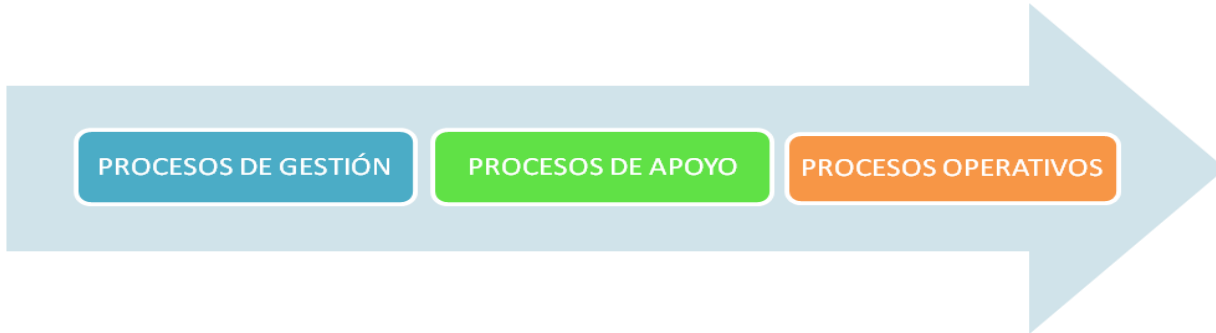 PROCESOS DE GESTIÓN
PROCESOS DE APOYO
PROCESOS OPERATIVOS